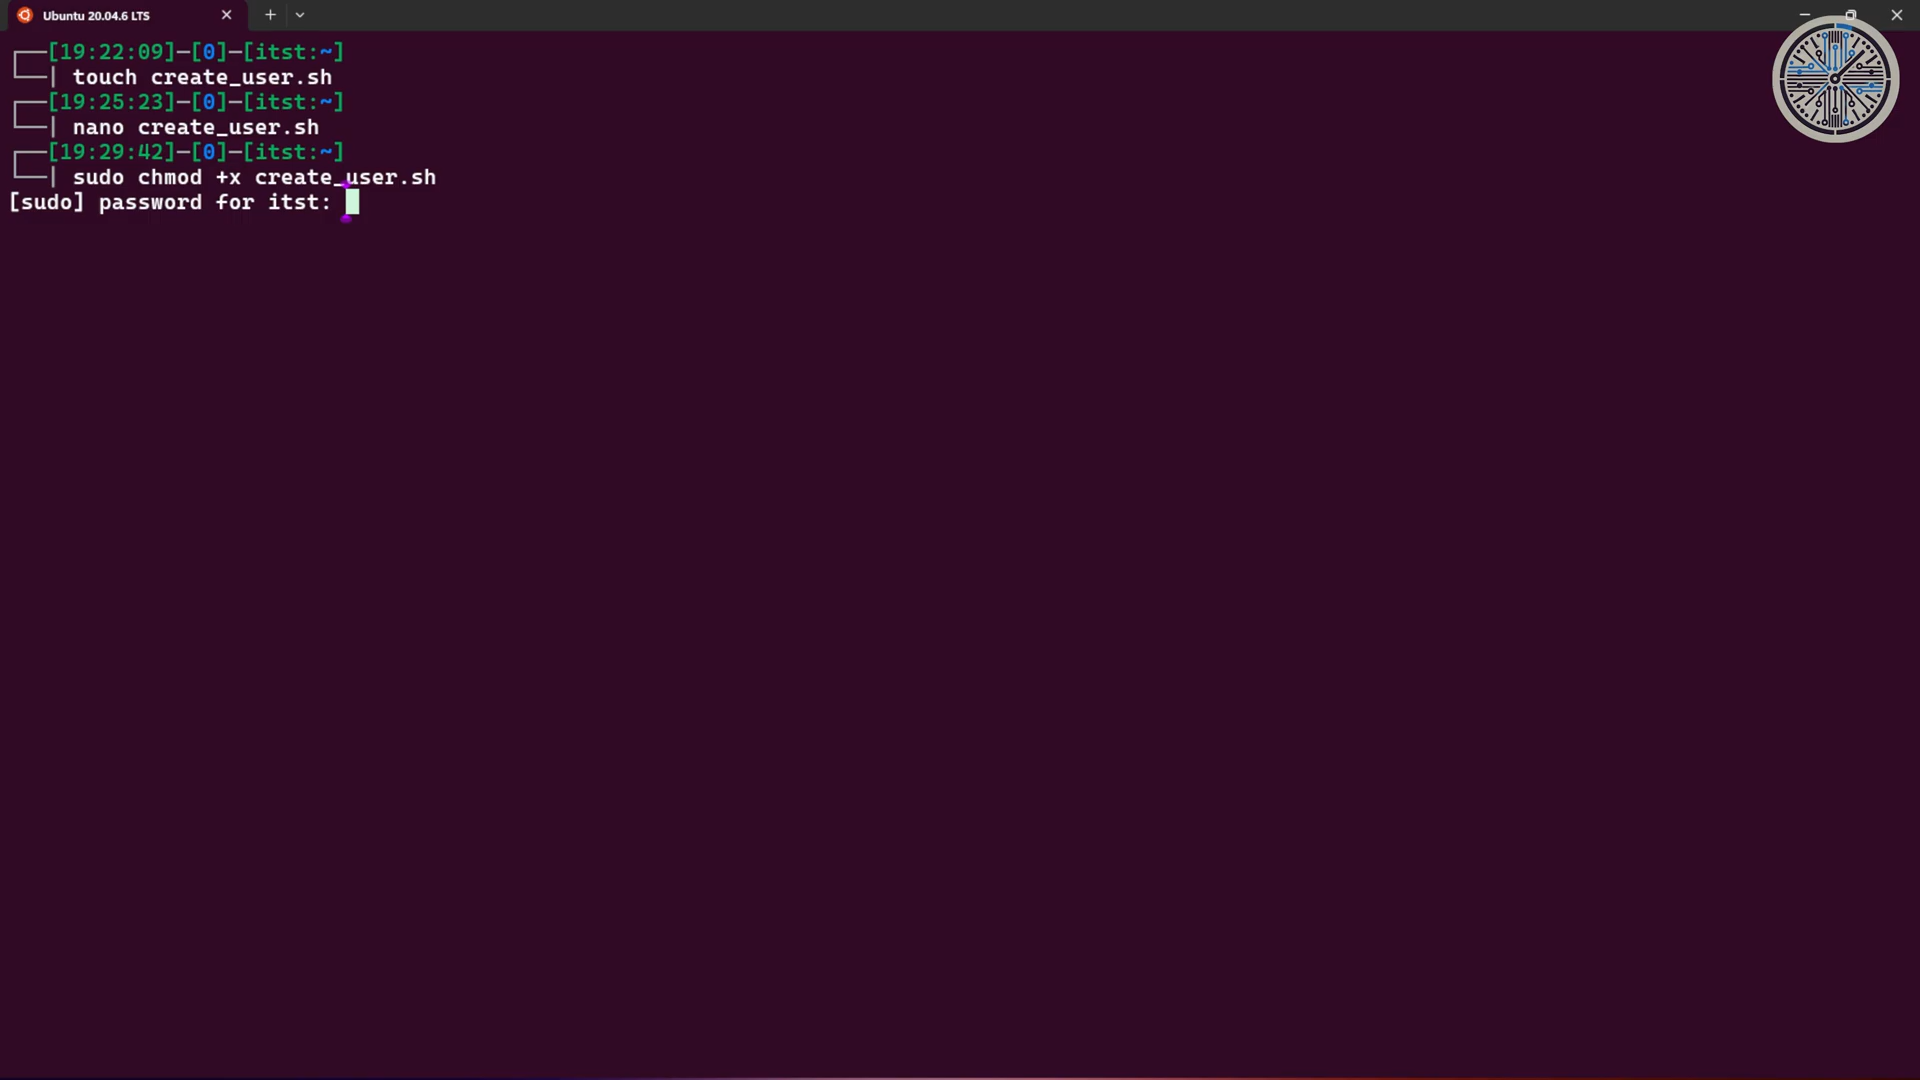 Ubuntu 20.04.6 LTS
[19:22:09]—[0]—[itst:~]
| touch create_user.sh
[19:25:23]—[0]—[itst:~]
| nano create_user.sh
[19:29:42]—[0]—[itst:~]
| sudo chmod +x create_user.sh
[sudo] password for itst: